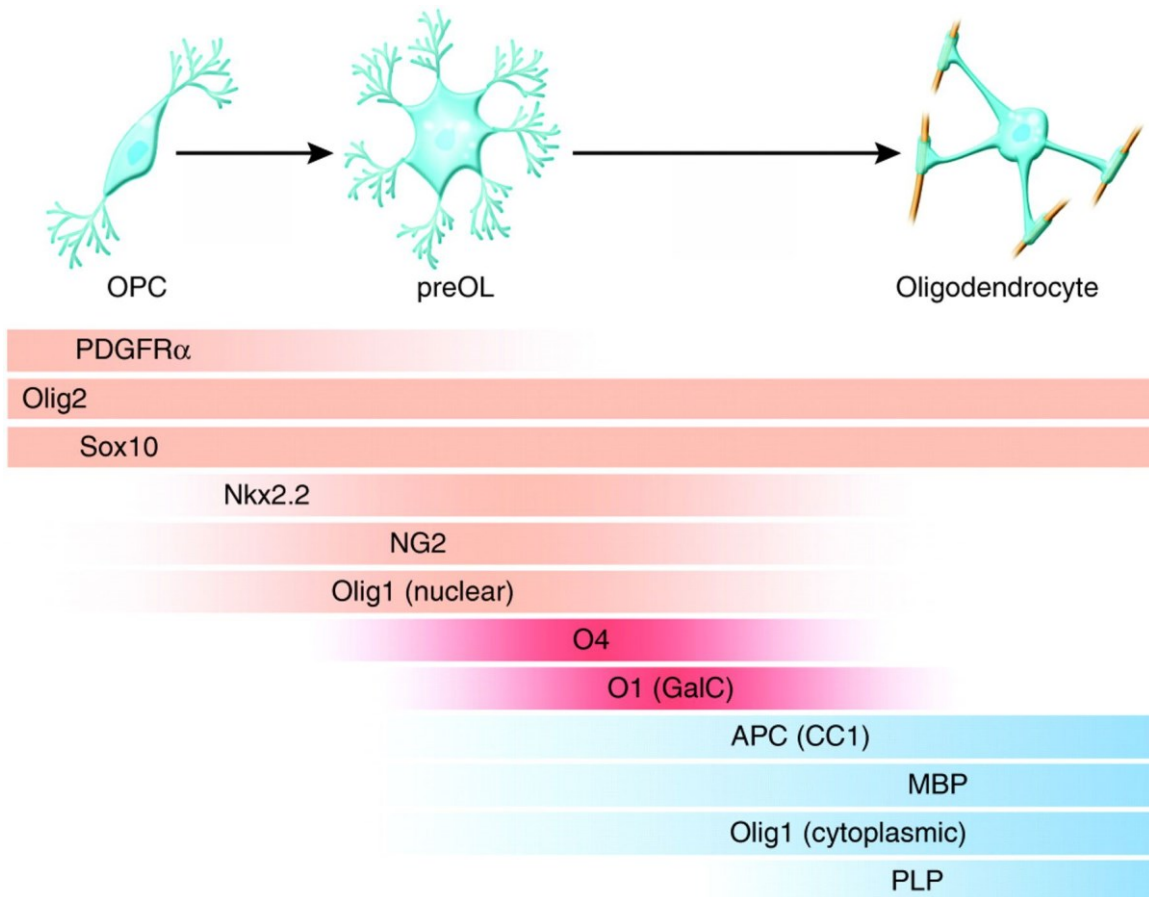 OPC
preOL
Oligodendrocyte
PDGFRα
Olig2
Sox10
Nkx2.2
NG2
Olig1 (nuclear)
O4
O1 (GalC)
APC (CC1)
MBP
Olig1 (cytoplasmic)
PLP